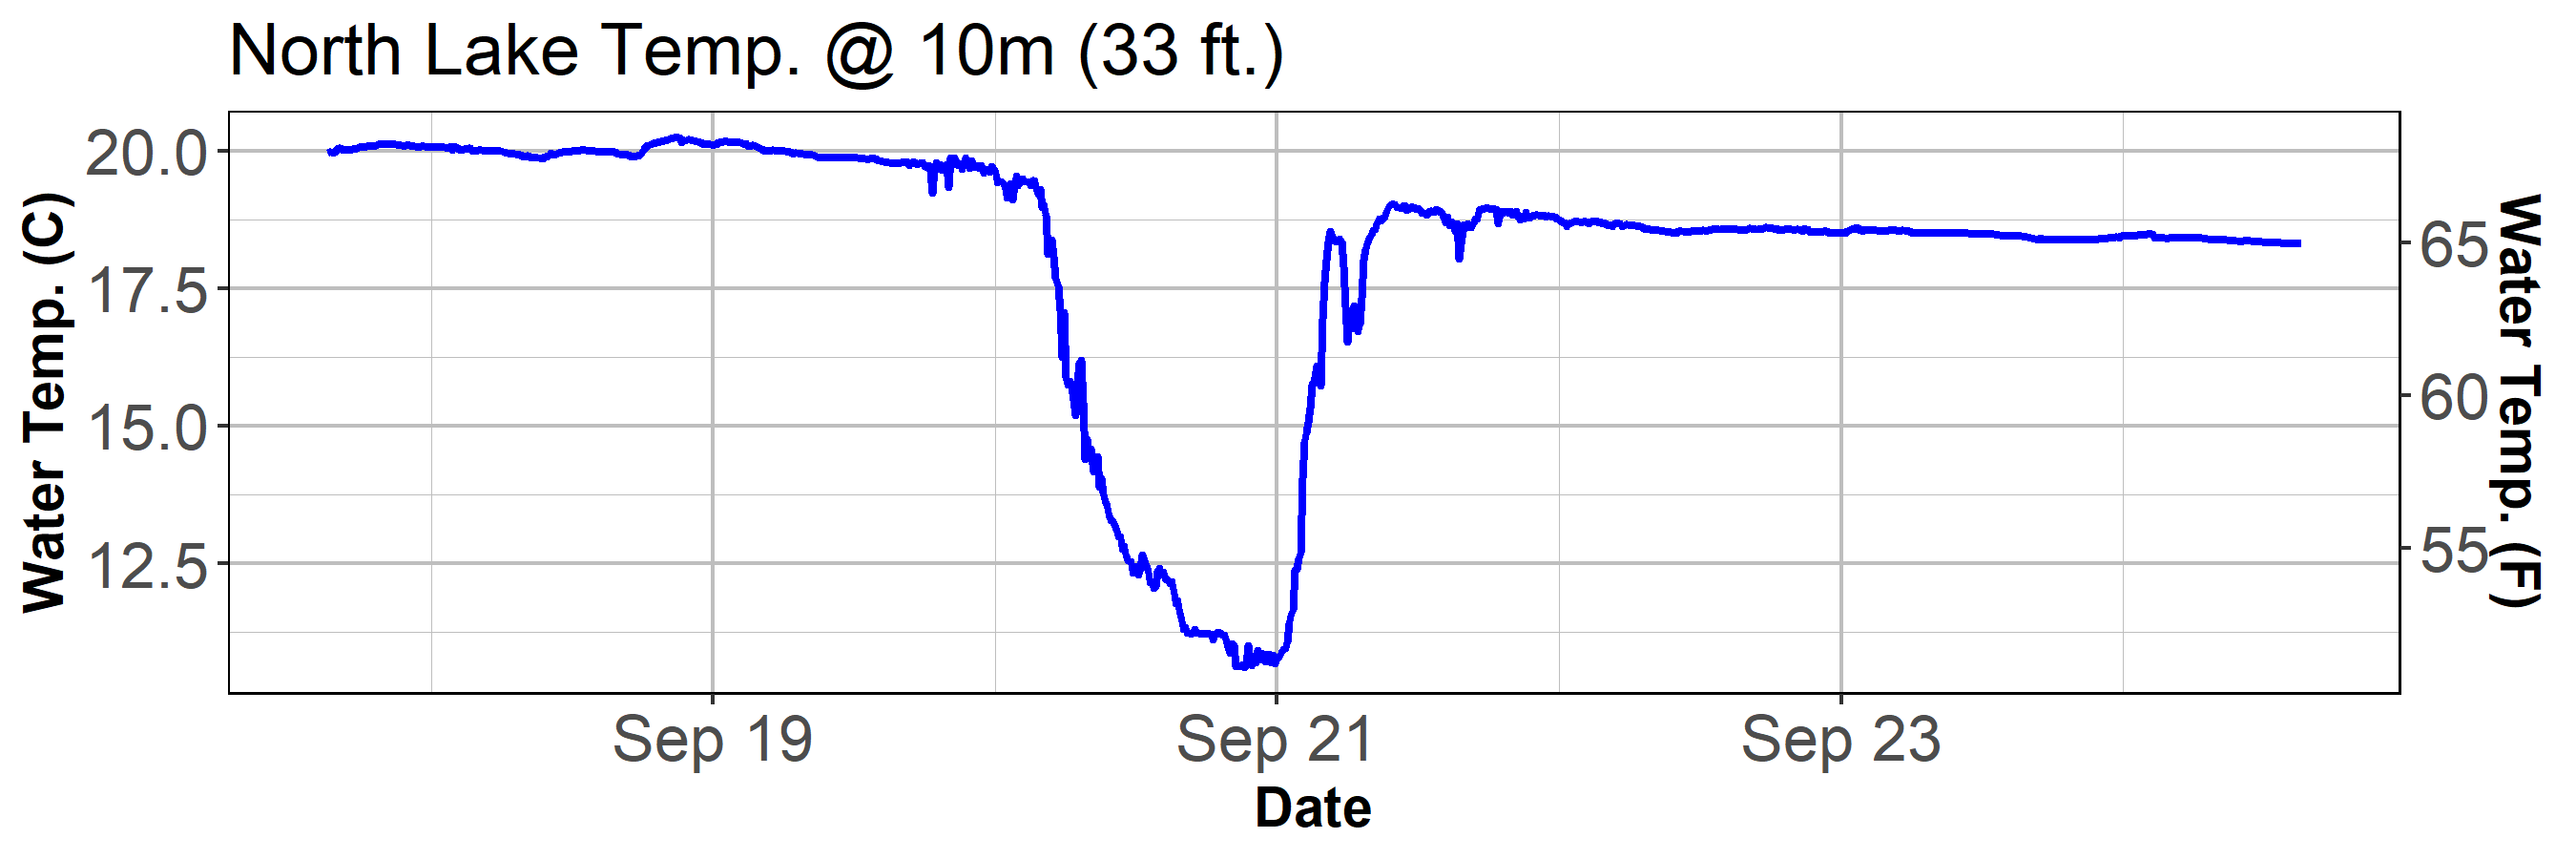 North Lake Temp. @ 10m (33 ft.)
Water Temp. (C)
20.0
17.5
15.0
12.5
65
60
55
Water Temp. (F)
Sep 19
Sep 21
Sep 23
Date